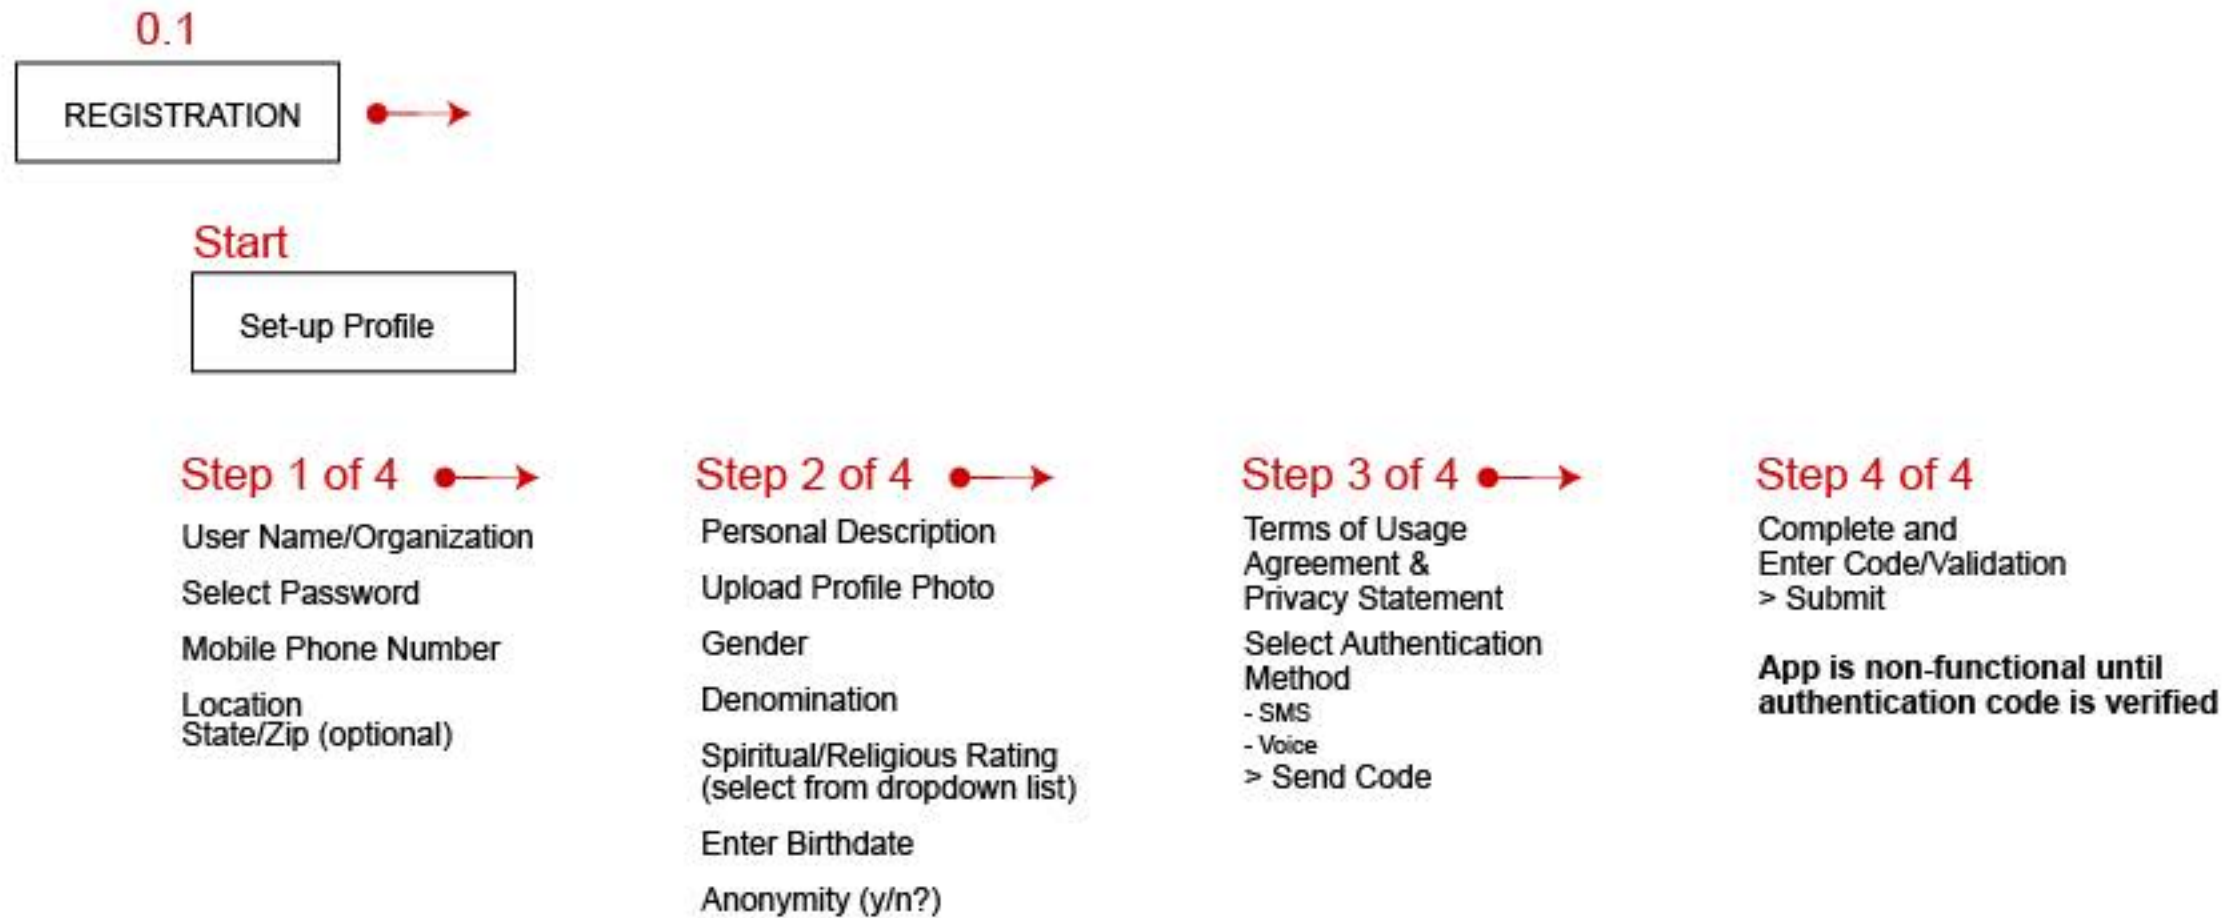 0.1
REGISTRATION
Start
Set-up Profile
Step 1 of 4
User Name/Organization
Select Password
Mobile Phone Number
Location
State/Zip (optional)
Step 2 of 4
Personal Description
Upload Profile Photo
Gender
Denomination
Spiritual/Religious Rating
(select from dropdown list)
Enter Birthdate
Anonymity (y/n?)
Step 3 of 4
Terms of Usage
Agreement &
Privacy Statement
Select Authentication
Method
- SMS
- Voice
> Send Code
Step 4 of 4
Complete and
Enter Code/Validation
> Submit
App is non-functional until
authentication code is verified